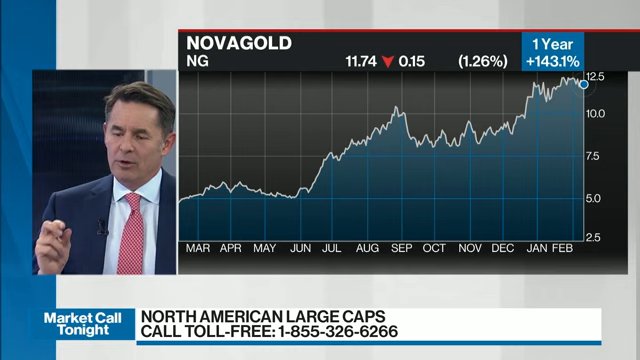 NOVAGOLD
NG 11.74 0.15 (1.26%)
1 Year
+143.1%
12.5
10.0
7.5
5.0
2.5
MAR APR MAY JUN JUL AUG SEP OCT NOV DEC JAN FEB
Market Call
Tonight
NORTH AMERICAN LARGE CAPS
CALL TOLL-FREE: 1-855-326-6266